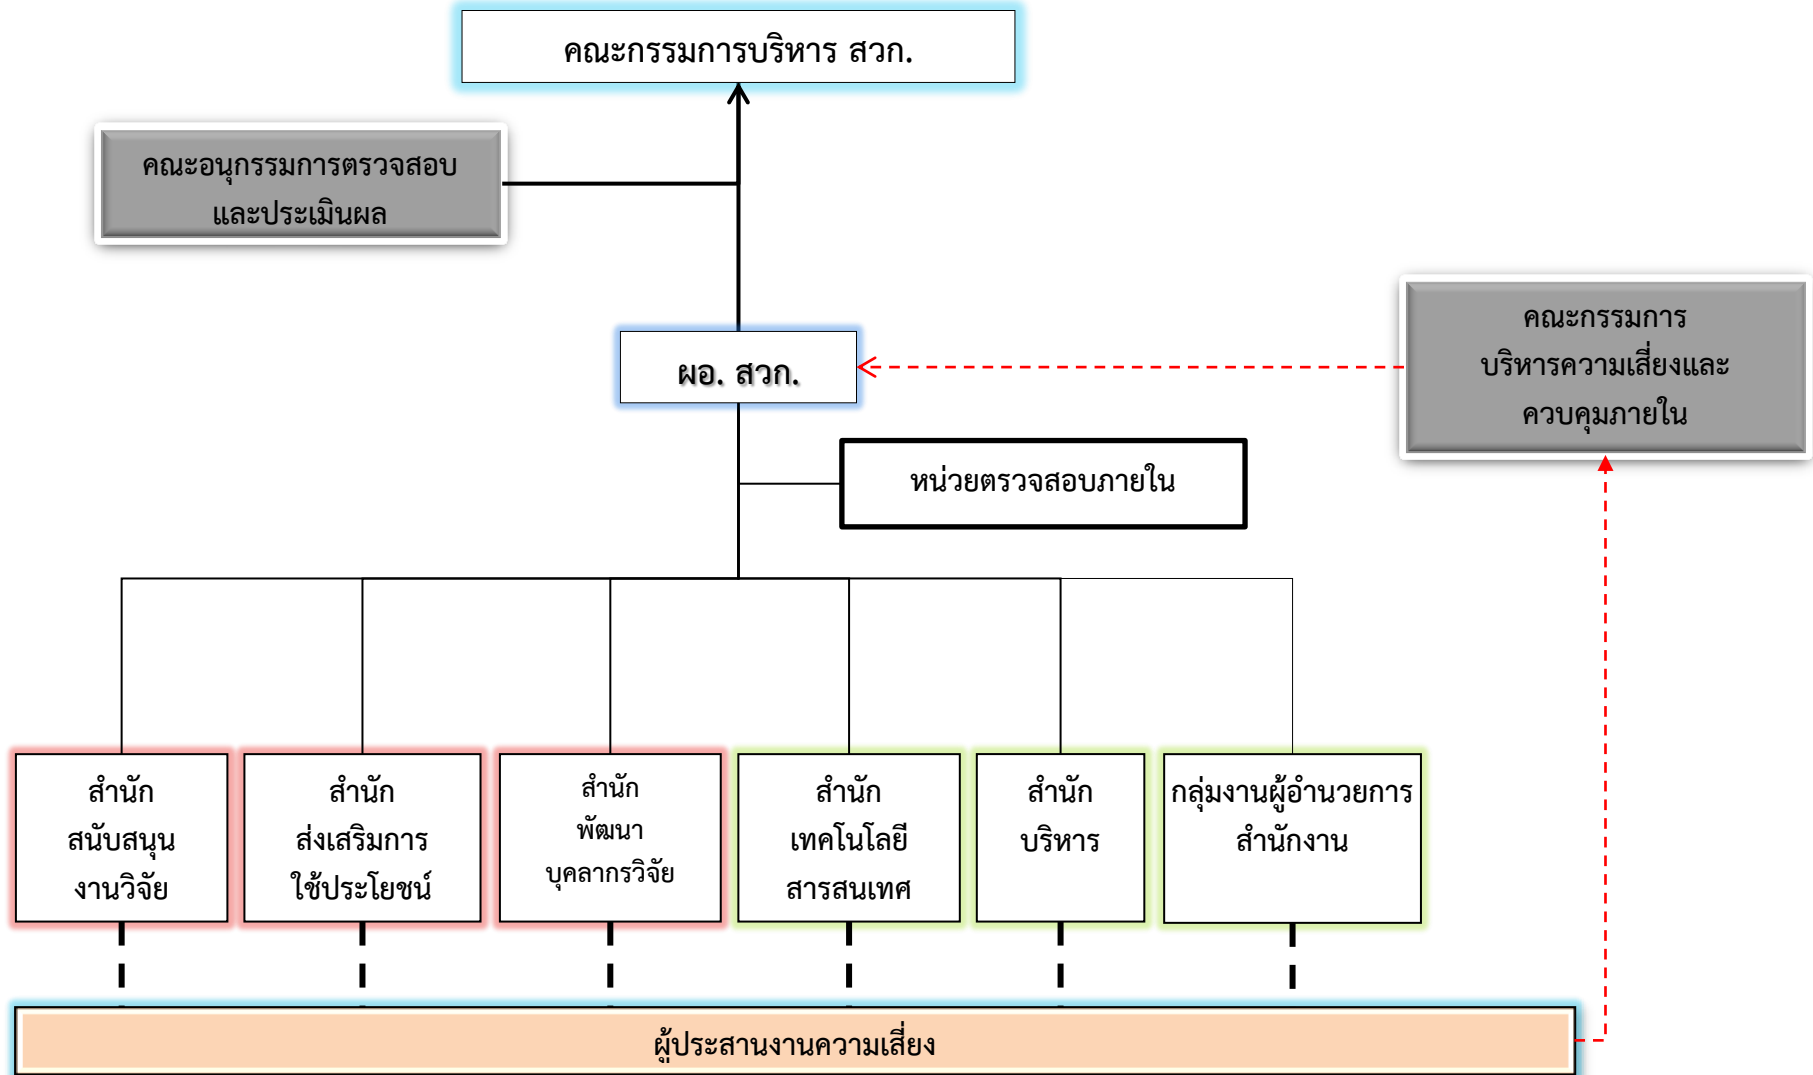 คณะกรรมการบริหาร สวก.
คณะอนุกรรมการตรวจสอบ
และประเมินผล
คณะกรรมการ
บริหารความเสี่ยงและ
ควบคุมภายใน
ผอ. สวก.
หน่วยตรวจสอบภายใน
สำนัก
สนับสนุน
งานวิจัย
สำนัก
ส่งเสริมการ
ใช้ประโยชน์
สำนัก
พัฒนา
บุคลากรวิจัย
สำนัก
เทคโนโลยี
สารสนเทศ
สำนัก
บริหาร
กลุ่มงานผู้อำนวยการ
สำนักงาน
ผู้ประสานงานความเสี่ยง